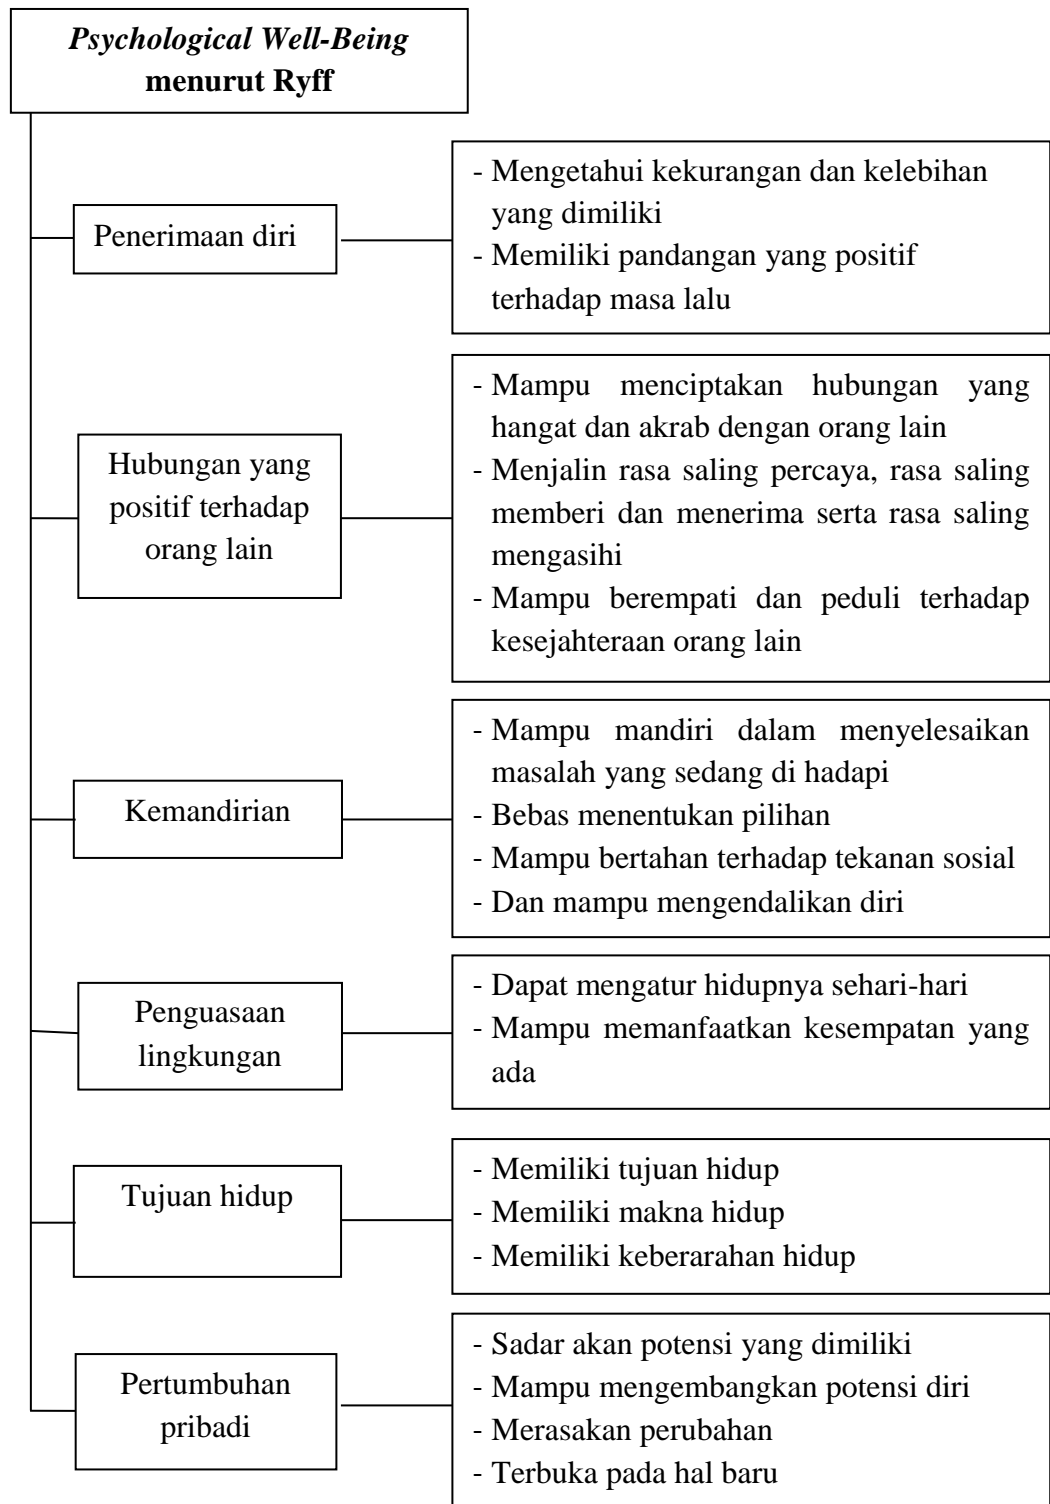 Psychological Well-Being
menurut Ryff
Penerimaan diri
- Mengetahui kekurangan dan kelebihan
yang dimiliki
- Memiliki pandangan yang positif
terhadap masa lalu
Hubungan yang
positif terhadap
orang lain
- Mampu menciptakan hubungan yang
hangat dan akrab dengan orang lain
- Menjalin rasa saling percaya, rasa saling
memberi dan menerima serta rasa saling
mengasihi
- Mampu berempati dan peduli terhadap
kesejahteraan orang lain
Kemandirian
- Mampu mandiri dalam menyelesaikan
masalah yang sedang di hadapi
- Bebas menentukan pilihan
- Mampu bertahan terhadap tekanan sosial
- Dan mampu mengendalikan diri
Penguasaan
lingkungan
- Dapat mengatur hidupnya sehari-hari
- Mampu memanfaatkan kesempatan yang
ada
Tujuan hidup
- Memiliki tujuan hidup
- Memiliki makna hidup
- Memiliki keberarahan hidup
Pertumbuhan
pribadi
- Sadar akan potensi yang dimiliki
- Mampu mengembangkan potensi diri
- Merasakan perubahan
- Terbuka pada hal baru